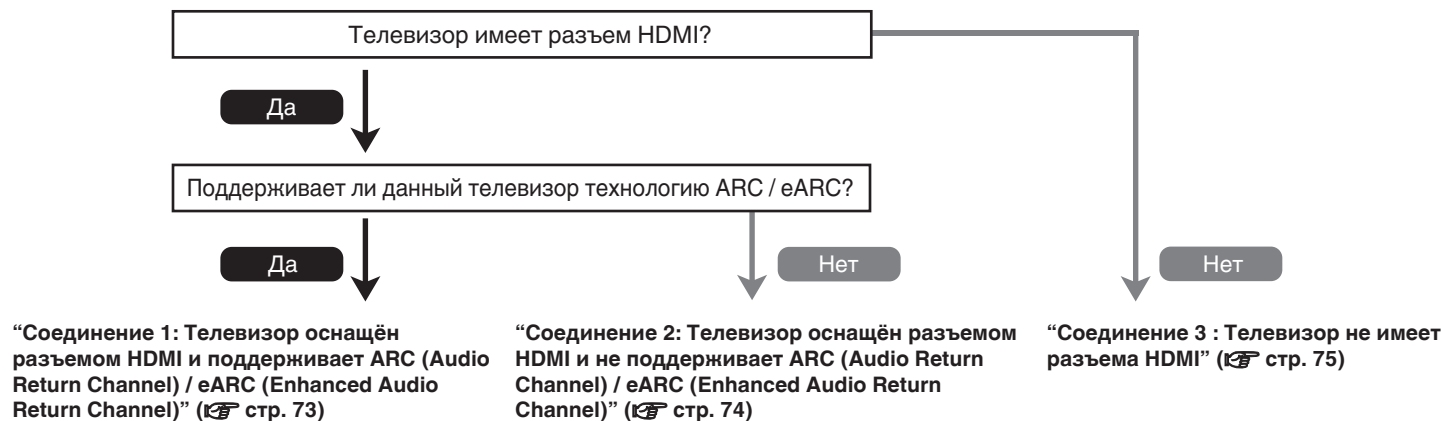 Телевизор имеет разъем HDMI?
Да
Поддерживает ли данный телевизор технологию ARC / eARC?
Да
Нет
Нет
“Соединение 1: Телевизор оснащён
разъемом HDMI и поддерживает ARC (Audio
Return Channel) / eARC (Enhanced Audio
Return Channel)” (☞ стр. 73)
“Соединение 2: Телевизор оснащён разъемом
HDMI и не поддерживает ARC (Audio Return
Channel) / eARC (Enhanced Audio Return
Channel)” (☞ стр. 74)
“Соединение 3 : Телевизор не имеет
разъема HDMI” (☞ стр. 75)